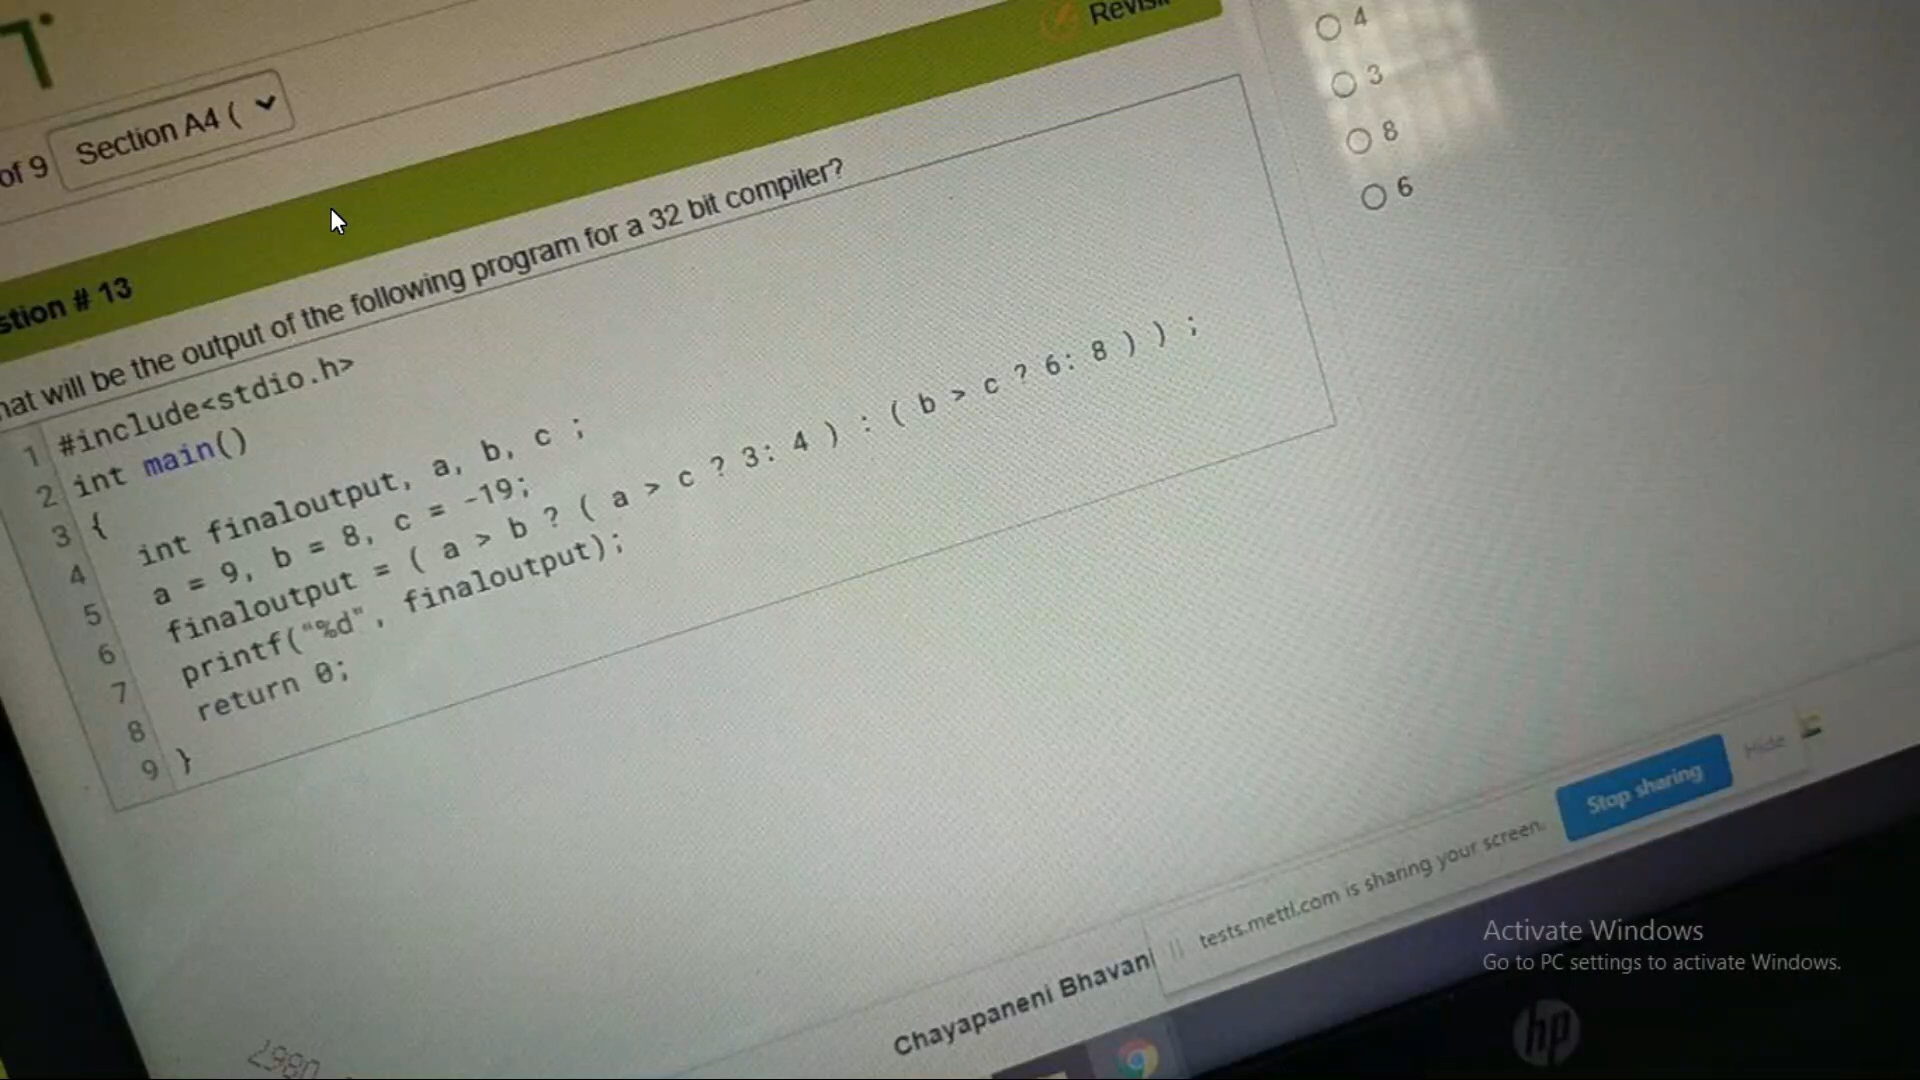 Revisi
of 9 Section A4 (
stion # 13
hat will be the output of the following program for a 32 bit compiler?
1 #include<stdio.h>
2 int main()
3 {
4 int finaloutput, a, b, c ;
5 a = 9, b = 8, c = -19;
6 finaloutput = ( a > b ? ( a > c ? 3: 4 ) : ( b > c ? 6: 8 ) ) ;
7 printf("%d", finaloutput);
8 return 0;
9 }
4
3
8
6
tests.mettl.com is sharing your screen.
Stop sharing
Hide
Chayapaneni Bhavani
Activate Windows
Go to PC settings to activate Windows.
hp